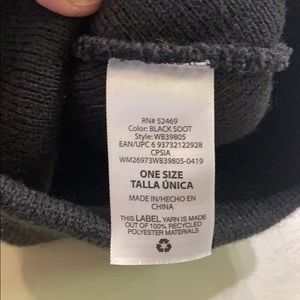 RN# 52469
Color: BLACK SOOT
Style: WB39805
EAN/UPC 6 93732122928
CPSIA
WM26973WB39805-0419
ONE SIZE
TALLA ÚNICA
MADE IN/HECHO EN
CHINA
THIS LABEL YARN IS MADE
OUT OF 100% RECYCLED
POLYESTER MATERIALS